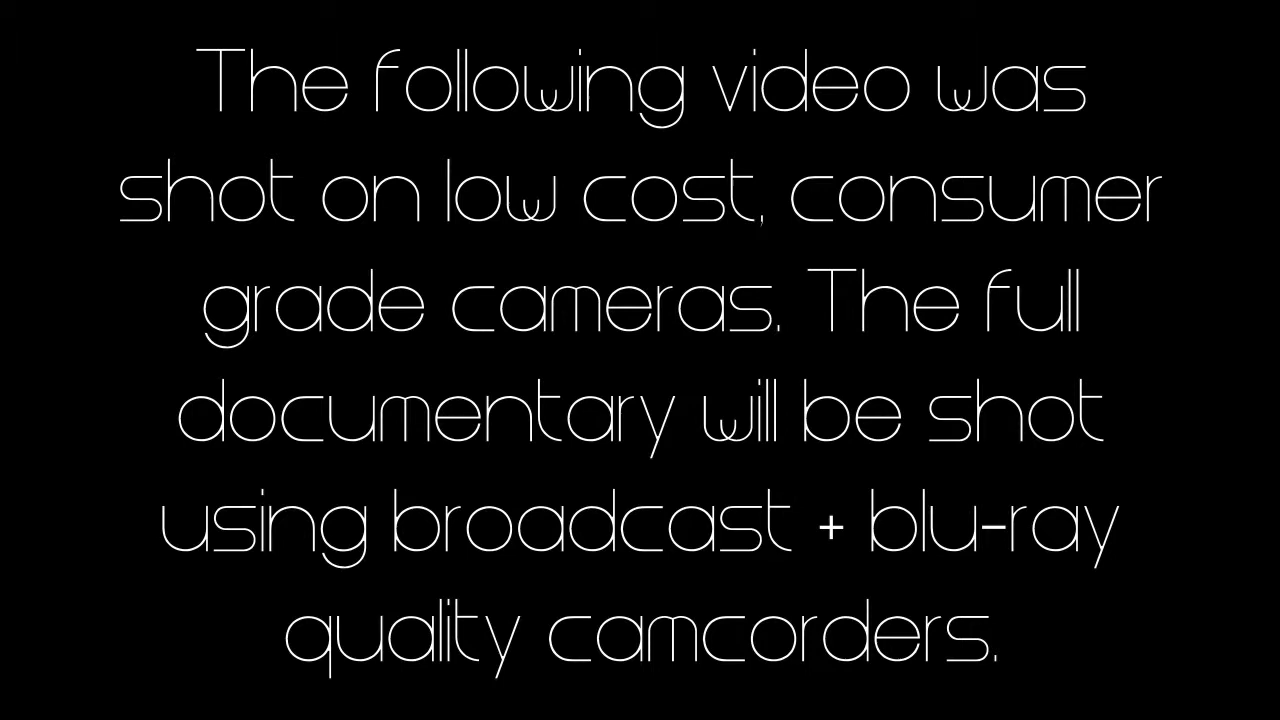 The following video was
shot on low cost, consumer
grade cameras. The full
documentary will be shot
using broadcast + blu-ray
quality camcorders.